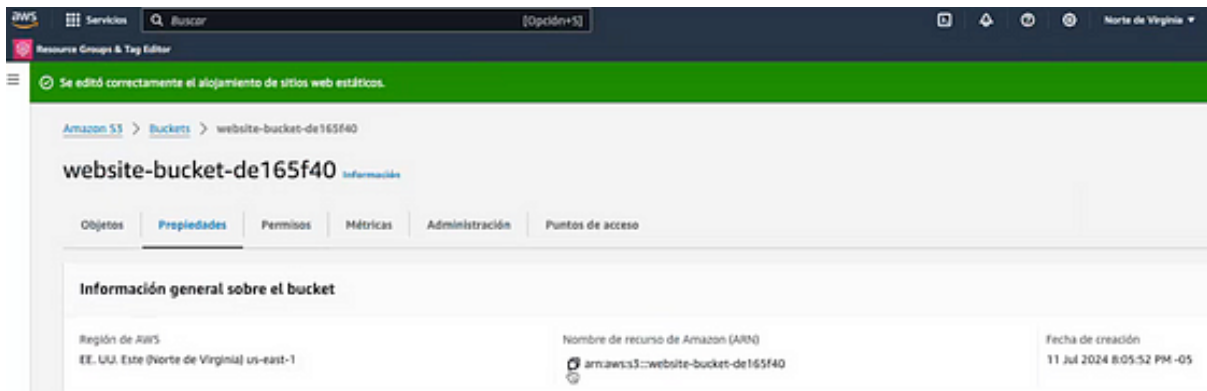 aws Servicios Buscar [Opción+S] Norte de Virginia
Resource Groups & Tag Editor
Se editó correctamente el alojamiento de sitios web estáticos.
Amazon S3 > Buckets > website-bucket-de165f40
website-bucket-de165f40 Información
Objetos Propiedades Permisos Métricas Administración Puntos de acceso
Información general sobre el bucket
Región de AWS Nombre de recurso de Amazon (ARN) Fecha de creación
EE. UU. Este (Norte de Virginia) us-east-1 arn:aws:s3:::website-bucket-de165f40 11 Jul 2024 8:05:52 PM -05